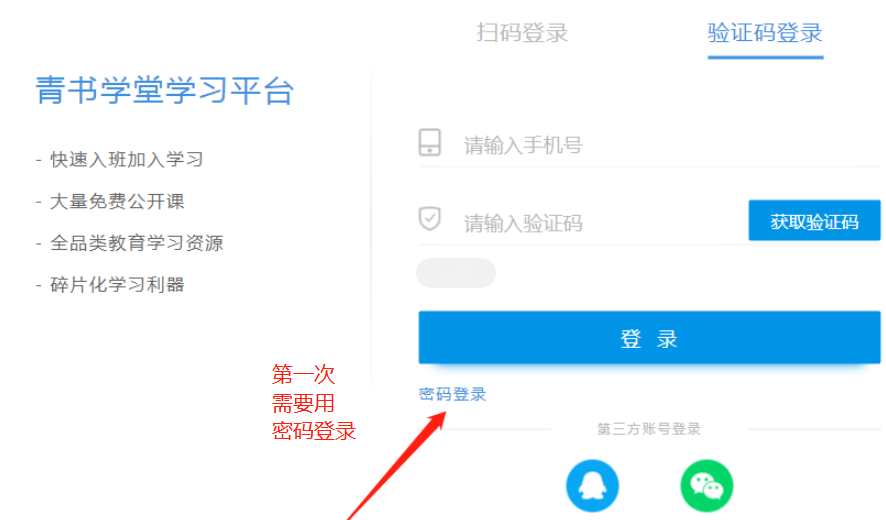 扫码登录
验证码登录
青书学堂学习平台
- 快速入班加入学习
- 大量免费公开课
- 全品类教育学习资源
- 碎片化学习利器
请输入手机号
请输入验证码
获取验证码
登 录
第一次
需要用
密码登录
密码登录
第三方账号登录